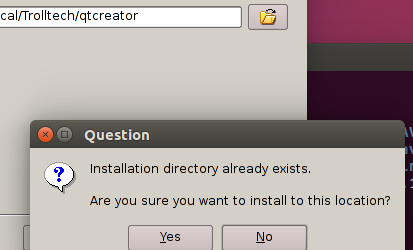 cal/Trolltech/qtcreator
Question
Installation directory already exists.
Are you sure you want to install to this location?
Yes No